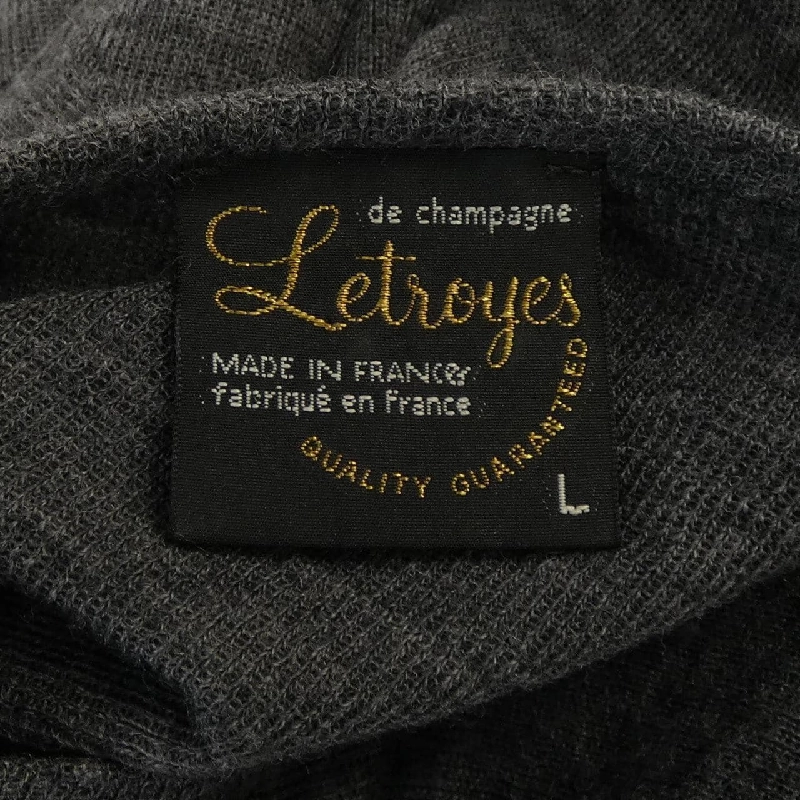 de champagne
Letroyes
MADE IN FRANCE
fabriqué en france
QUALITY GUARANTEED
L